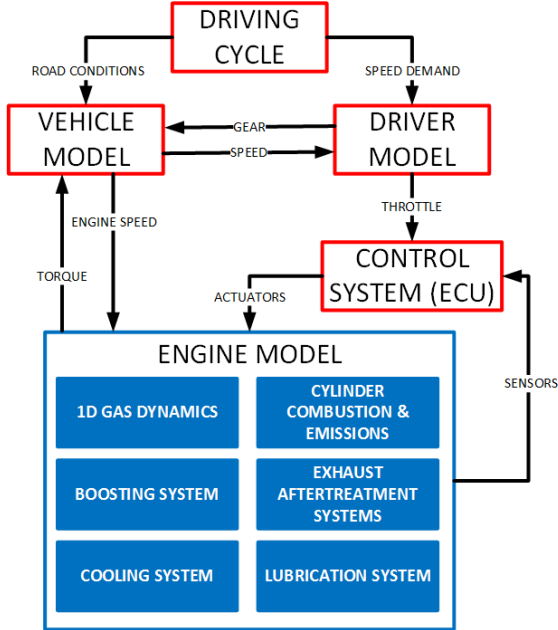 DRIVING
CYCLE
ROAD CONDITIONS
SPEED DEMAND
VEHICLE
MODEL
GEAR
SPEED
DRIVER
MODEL
ENGINE SPEED
THROTTLE
TORQUE
CONTROL
SYSTEM (ECU)
ACTUATORS
SENSORS
ENGINE MODEL
1D GAS DYNAMICS
CYLINDER
COMBUSTION &
EMISSIONS
BOOSTING SYSTEM
EXHAUST
AFTERTREATMENT
SYSTEMS
COOLING SYSTEM
LUBRICATION SYSTEM